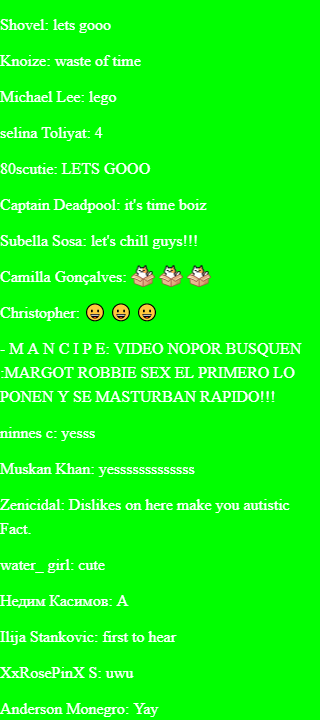 Shovel: lets gooo
Knoize: waste of time
Michael Lee: lego
selina Toliyat: 4
80scutie: LETS GOOO
Captain Deadpool: it's time boiz
Subella Sosa: let's chill guys!!!
Camilla Gonçalves:
Christopher: 😀 😀 😀
- M A N C I P E: VIDEO NOPOR BUSQUEN
:MARGOT ROBBIE SEX EL PRIMERO LO
PONEN Y SE MASTURBAN RAPIDO!!!
ninnes c: yesss
Muskan Khan: yesssssssssssss
Zenicidal: Dislikes on here make you autistic
Fact.
water_ girl: cute
Недим Касимов: А
Ilija Stankovic: first to hear
XxRosePinX S: uwu
Anderson Monegro: Yay